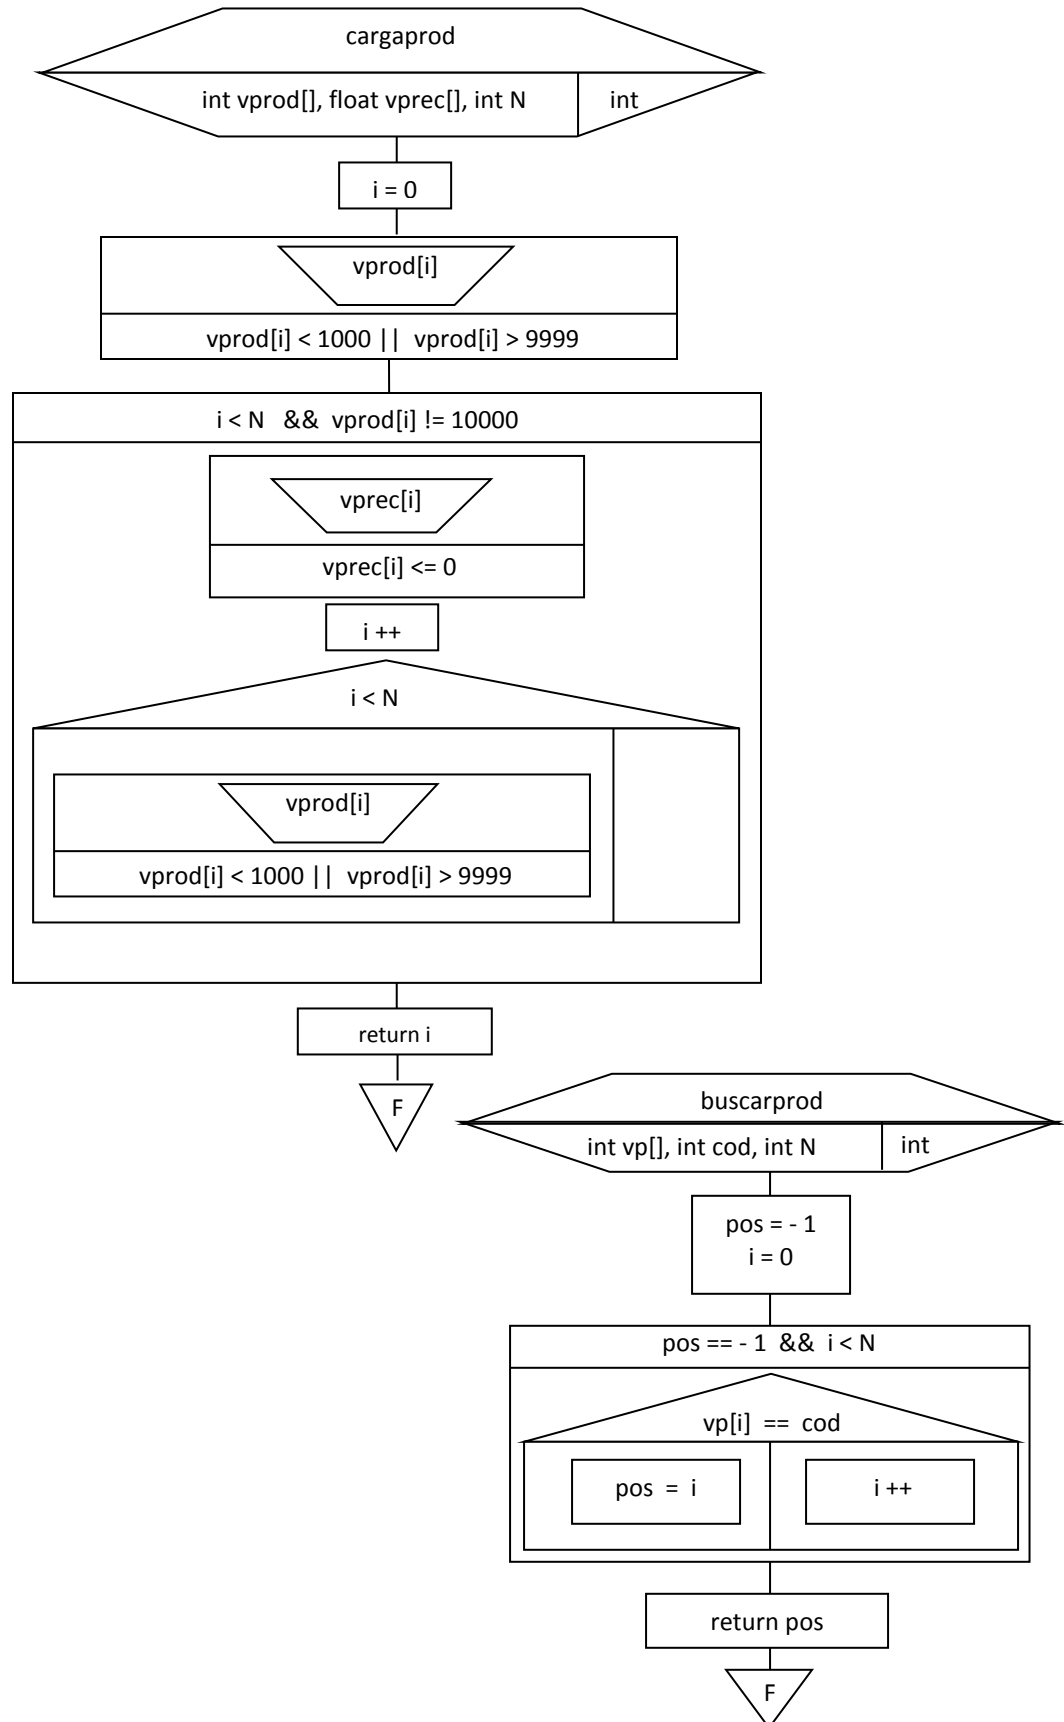 cargaprod
int vprod[], float vprec[], int N
int
i = 0
vprod[i]
vprod[i] < 1000 || vprod[i] > 9999
i < N && vprod[i] != 10000
vprec[i]
vprec[i] <= 0
i ++
i < N
vprod[i]
vprod[i] < 1000 || vprod[i] > 9999
return i
F
buscarprod
int vp[], int cod, int N
int
pos = - 1
i = 0
pos == - 1 && i < N
vp[i] == cod
pos = i
i ++
return pos
F